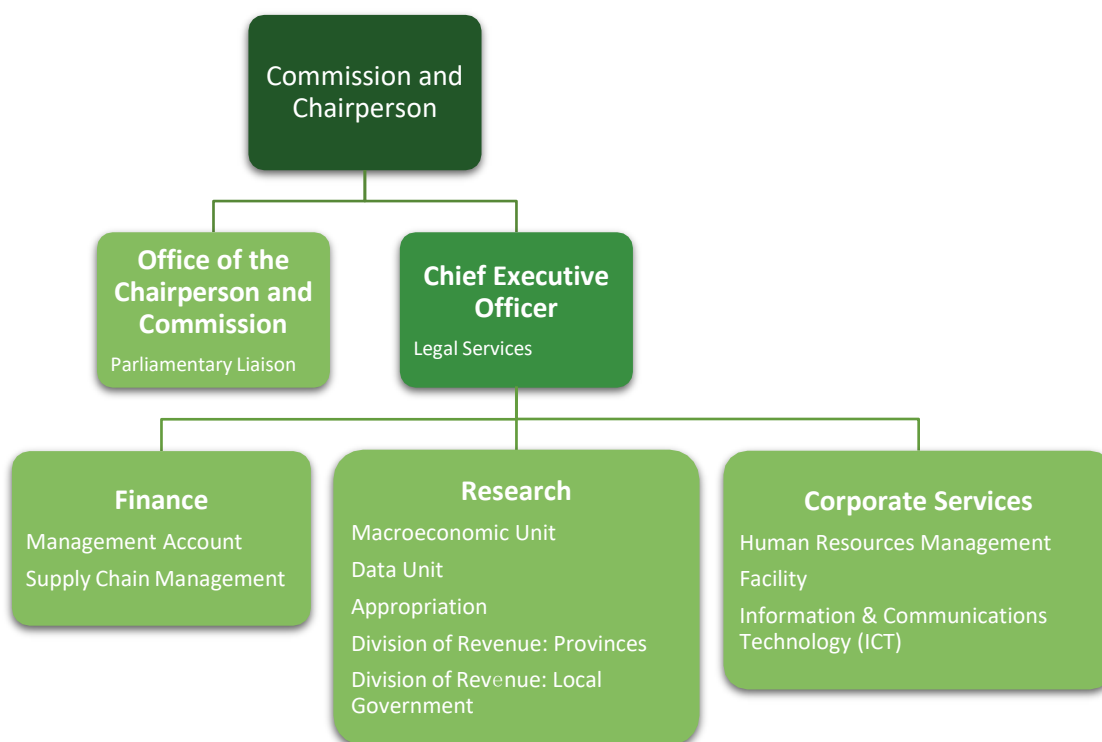 Commission and
Chairperson
Office of the
Chairperson and
Commission
Parliamentary Liaison
Chief Executive
Officer
Legal Services
Finance
Management Account
Supply Chain Management
Research
Macroeconomic Unit
Data Unit
Appropriation
Division of Revenue: Provinces
Division of Revenue: Local
Government
Corporate Services
Human Resources Management
Facility
Information & Communications
Technology (ICT)